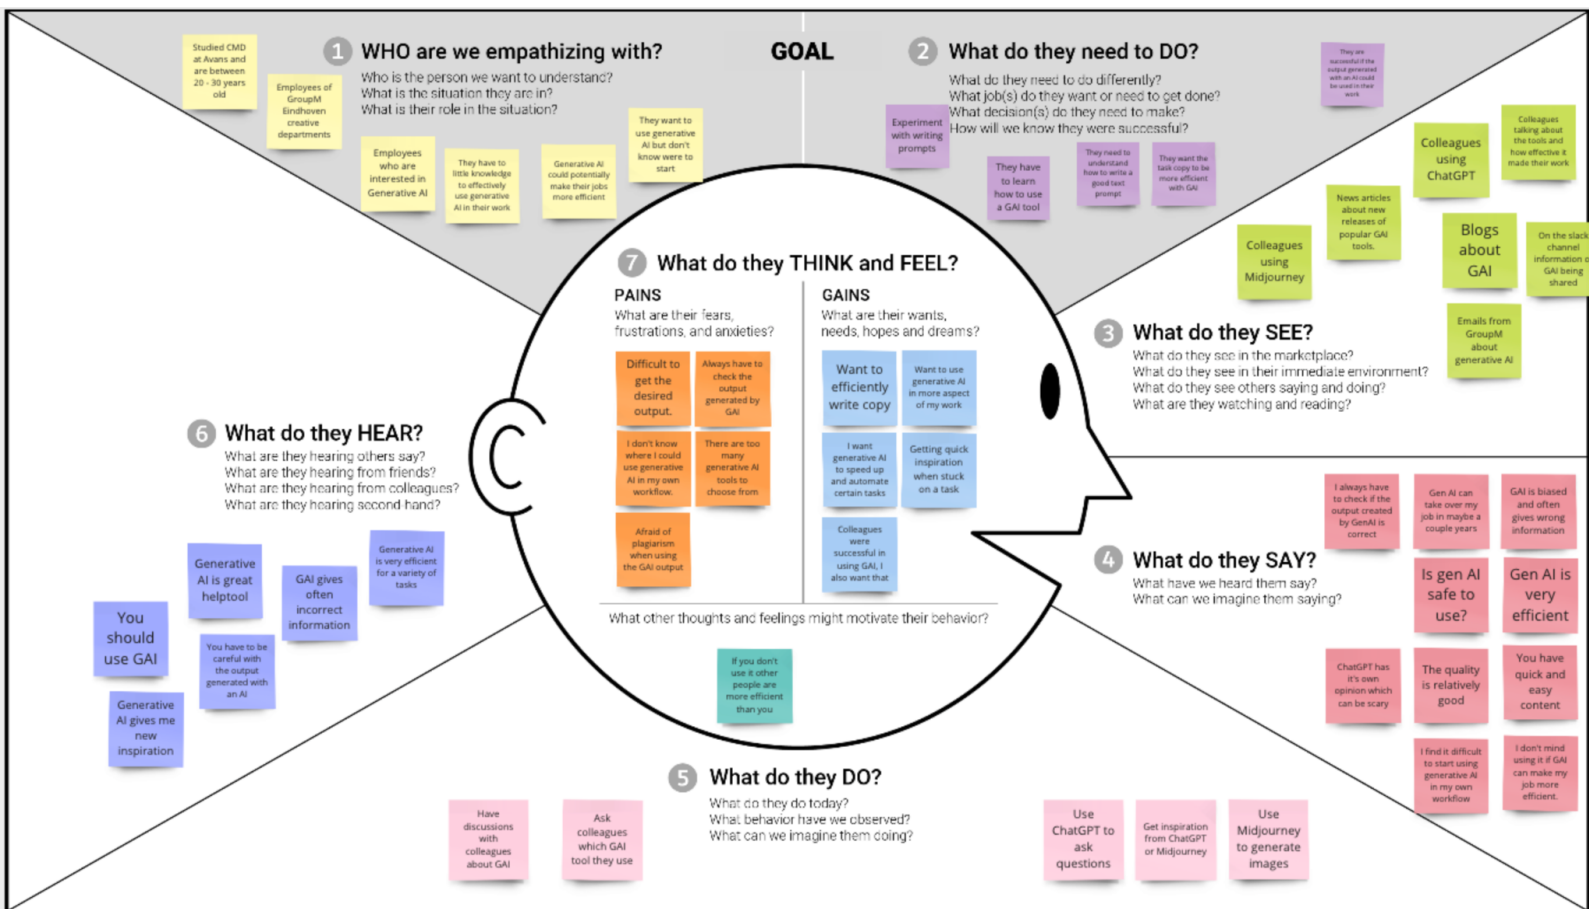 GOAL
1 WHO are we empathizing with?
Who is the person we want to understand?
What is the situation they are in?
What is their role in the situation?
Studied CMD
at Avans and
are between
20 - 30 years
old
Employees of
GroupM
Eindhoven
creative
departments
Employees
who are
interested in
Generative AI
They have to
little knowledge
to effectively
use generative
AI in their work
Generative AI
could potentially
make their jobs
more efficient
They want to
use generative
AI but don't
know were to
start
2 What do they need to DO?
What do they need to do differently?
What job(s) do they want or need to get done?
What decision(s) do they need to make?
How will we know they were successful?
Experiment
with writing
prompts
They have
to learn
how to use
a GAI tool
They need to
understand
how to write a
good text
prompt
They want the
task copy to be
more efficient
with GAI
They are
successful if the
output generated
with an AI could
be used in their
work
3 What do they SEE?
What do they see in the marketplace?
What do they see in their immediate environment?
What do they see others saying and doing?
What are they watching and reading?
Colleagues
using
Midjourney
News articles
about new
releases of
popular GAI
tools.
Colleagues
using
ChatGPT
Colleagues
talking about
the tools and
how effective it
made their work
Blogs
about
GAI
On the slack
channel
information o
GAI being
shared
Emails from
GroupM
about
generative AI
4 What do they SAY?
What have we heard them say?
What can we imagine them saying?
I always have
to check if the
output created
by GenAI is
correct
Gen AI can
take over my
job in maybe a
couple years
GAI is biased
and often
gives wrong
information
Is gen AI
safe to
use?
Gen AI is
very
efficient
ChatGPT has
it's own
opinion which
can be scary
The quality
is relatively
good
You have
quick and
easy
content
I find it difficult
to start using
generative AI
in my own
workflow
I don't mind
using it if GAI
can make my
job more
efficient.
5 What do they DO?
What do they do today?
What behavior have we observed?
What can we imagine them doing?
Have
discussions
with
colleagues
about GAI
Ask
colleagues
which GAI
tool they use
Use
ChatGPT to
ask
questions
Get inspiration
from ChatGPT
or Midjourney
Use
Midjourney
to generate
images
6 What do they HEAR?
What are they hearing others say?
What are they hearing from friends?
What are they hearing from colleagues?
What are they hearing second-hand?
You
should
use GAI
Generative
AI is great
helptool
GAI gives
often
incorrect
information
Generative AI
is very efficient
for a variety of
tasks
You have to be
careful with
the output
generated with
an AI
Generative
AI gives me
new
inspiration
7 What do they THINK and FEEL?
PAINS
What are their fears,
frustrations, and anxieties?
Difficult to
get the
desired
output.
Always have to
check the
output
generated by
GAI
I don't know
where I could
use generative
AI in my own
workflow.
There are too
many
generative AI
tools to
choose from
Afraid of
plagiarism
when using
the GAI output
GAINS
What are their wants,
needs, hopes and dreams?
Want to
efficiently
write copy
Want to use
generative AI
in more aspect
of my work
I want
generative AI
to speed up
and automate
certain tasks
Getting quick
inspiration
when stuck
on a task
Colleagues
were
successful in
using GAI, I
also want that
What other thoughts and feelings might motivate their behavior?
If you don't
use it other
people are
more efficient
than you